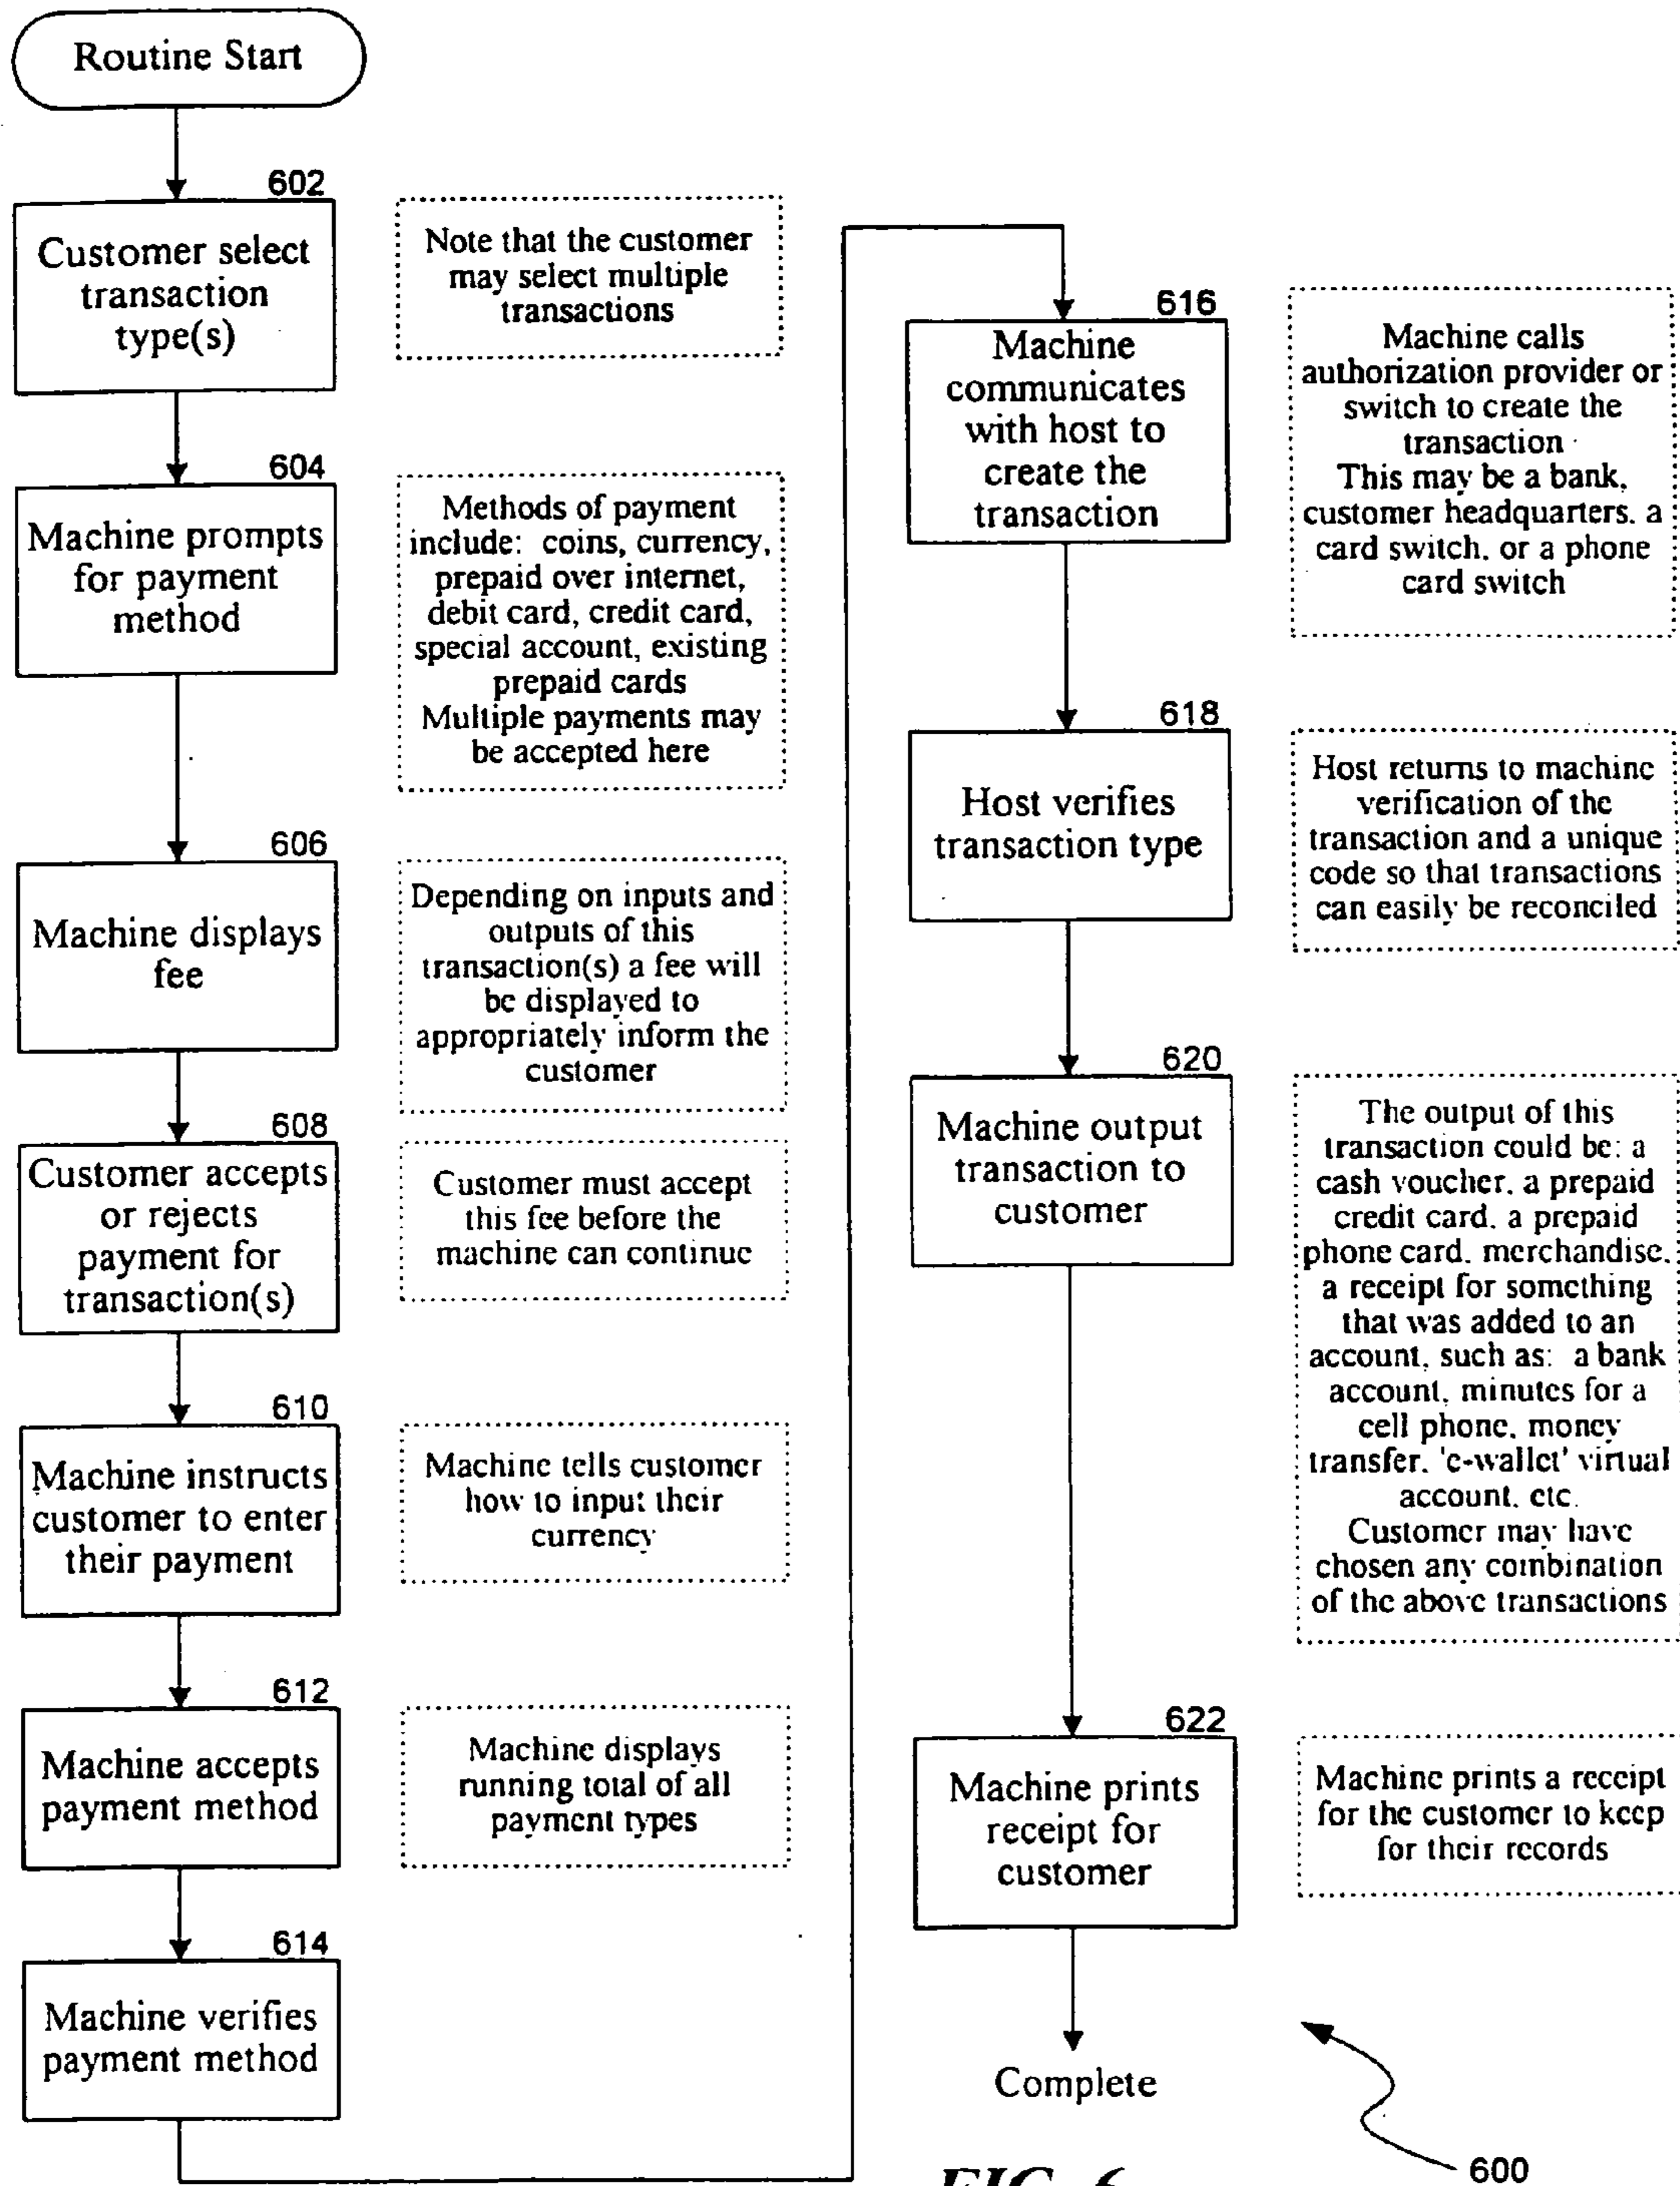 Routine Start
602
Customer select
transaction
type(s)
Note that the customer
may select multiple
transactions
604
Machine prompts
for payment
method
Methods of payment
include: coins, currency,
prepaid over internet,
debit card, credit card,
special account, existing
prepaid cards
Multiple payments may
be accepted here
606
Machine displays
fee
Depending on inputs and
outputs of this
transaction(s) a fee will
be displayed to
appropriately inform the
customer
608
Customer accepts
or rejects
payment for
transaction(s)
Customer must accept
this fee before the
machine can continue
610
Machine instructs
customer to enter
their payment
Machine tells customer
how to input their
currency
612
Machine accepts
payment method
Machine displays
running total of all
payment types
614
Machine verifies
payment method
616
Machine
communicates
with host to
create the
transaction
Machine calls
authorization provider or
switch to create the
transaction
This may be a bank,
customer headquarters, a
card switch, or a phone
card switch
618
Host verifies
transaction type
Host returns to machine
verification of the
transaction and a unique
code so that transactions
can easily be reconciled
620
Machine output
transaction to
customer
The output of this
transaction could be: a
cash voucher, a prepaid
credit card, a prepaid
phone card, merchandise,
a receipt for something
that was added to an
account, such as: a bank
account, minutes for a
cell phone, money
transfer, 'e-wallet' virtual
account, etc.
Customer may have
chosen any combination
of the above transactions
622
Machine prints
receipt for
customer
Machine prints a receipt
for the customer to keep
for their records
Complete
600
FIG. 6